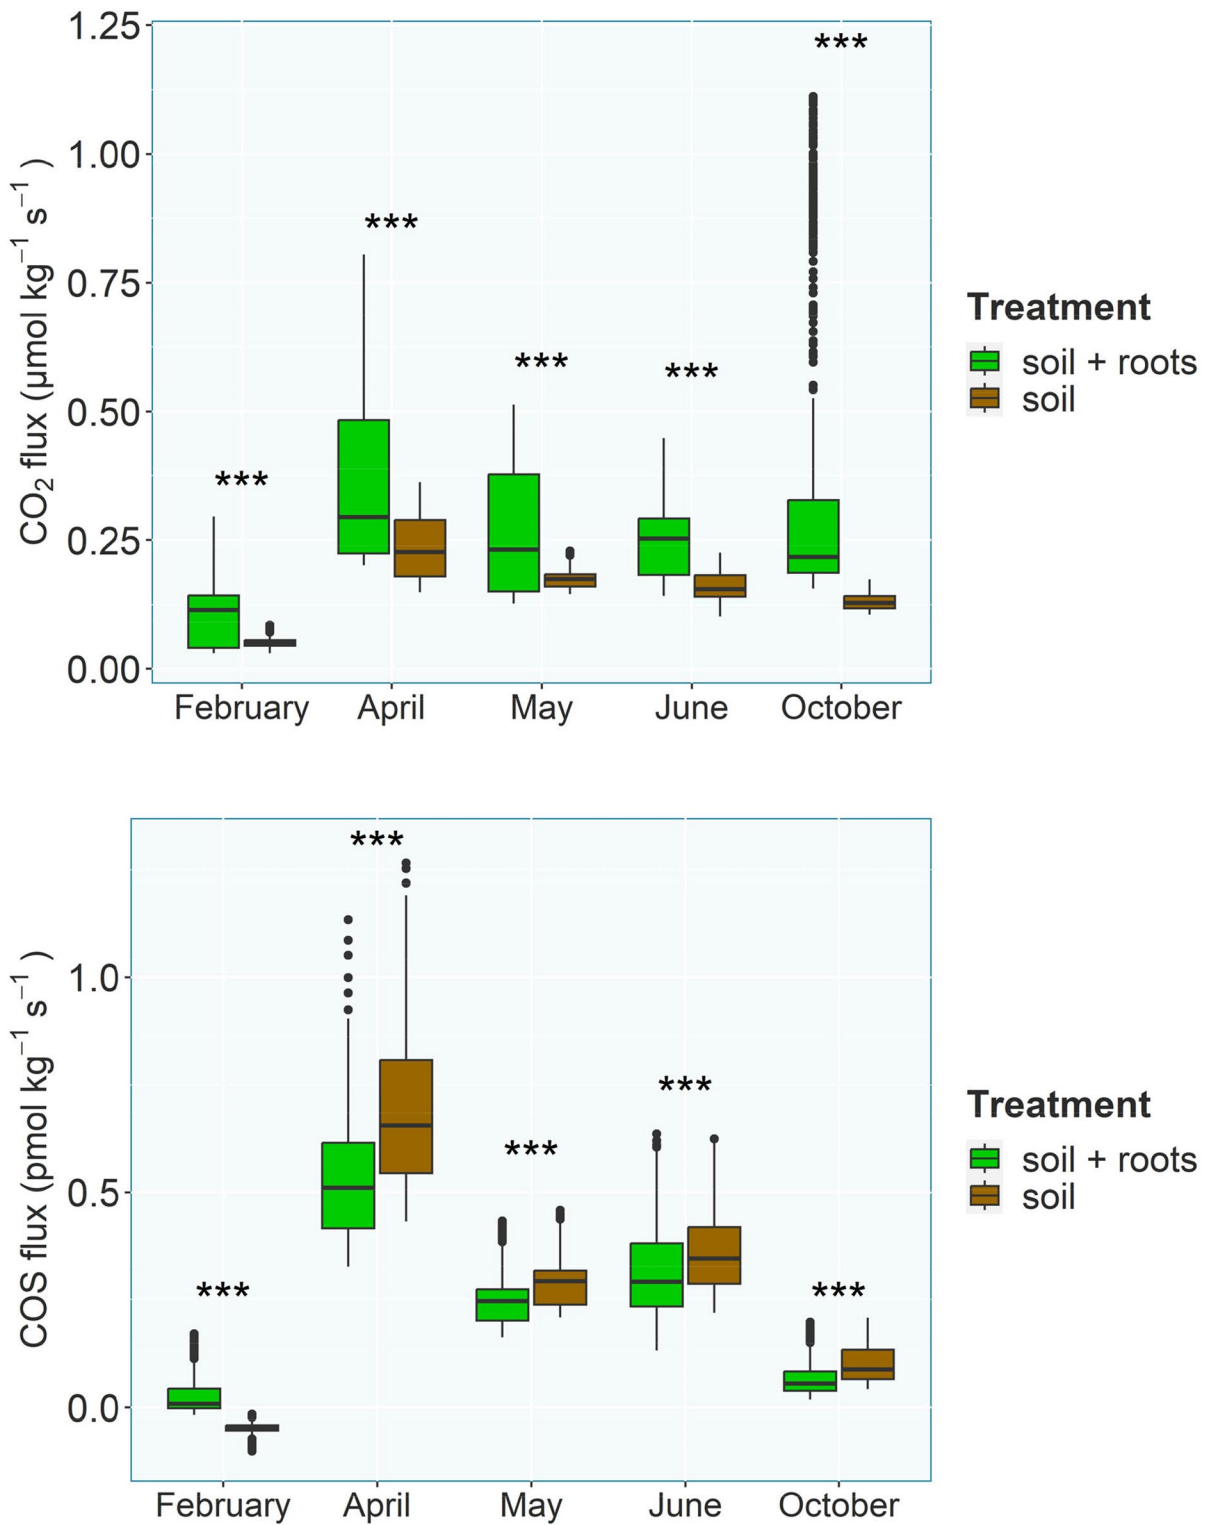 1.25
1.00
0.75
0.50
0.25
0.00
CO₂ flux (µmol kg⁻¹ s⁻¹ )
***
***
***
***
***
February
April
May
June
October
Treatment
soil + roots
soil
1.0
0.5
0.0
COS flux (pmol kg⁻¹ s⁻¹ )
***
***
***
***
***
February
April
May
June
October
Treatment
soil + roots
soil